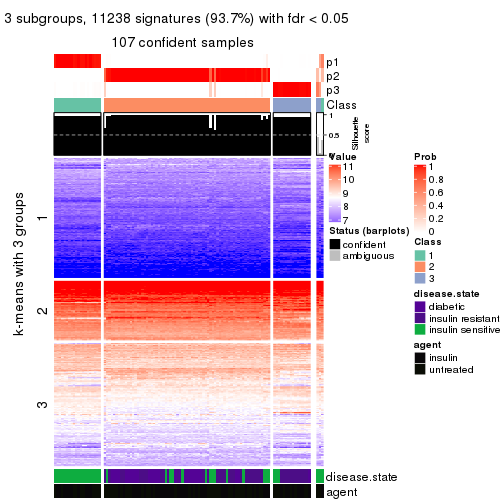 3 subgroups, 11238 signatures (93.7%) with fdr < 0.05
107 confident samples
p1
p2
p3
Class
1
0.5
0
Silhouette
score
k-means with 3 groups
1
2
3
disease.state
agent
Value
11
10
9
8
7
Status (barplots)
confident
ambiguous
Prob
1
0.8
0.6
0.4
0.2
0
Class
1
2
3
disease.state
diabetic
insulin resistant
insulin sensitive
agent
insulin
untreated